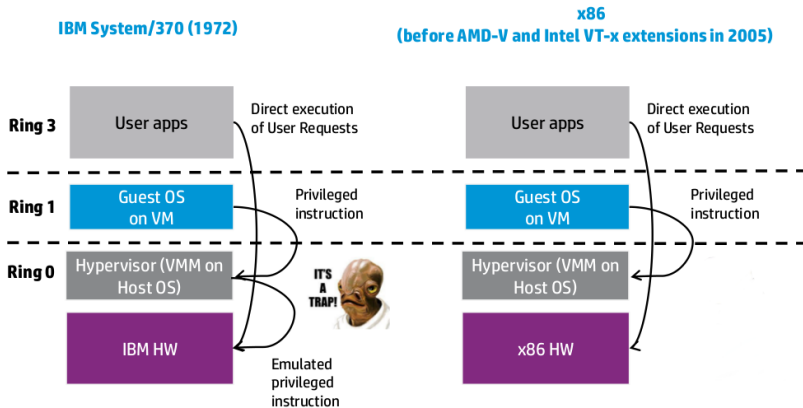 IBM System/370 (1972)
x86
(before AMD-V and Intel VT-x extensions in 2005)
Ring 3
User apps
Direct execution
of User Requests
User apps
Direct execution
of User Requests
Ring 1
Guest OS
on VM
Privileged
instruction
Guest OS
on VM
Privileged
instruction
Ring 0
Hypervisor (VMM on
Host OS)
IT'S
A
TRAP!
Hypervisor (VMM on
Host OS)
IBM HW
Emulated
privileged
instruction
x86 HW